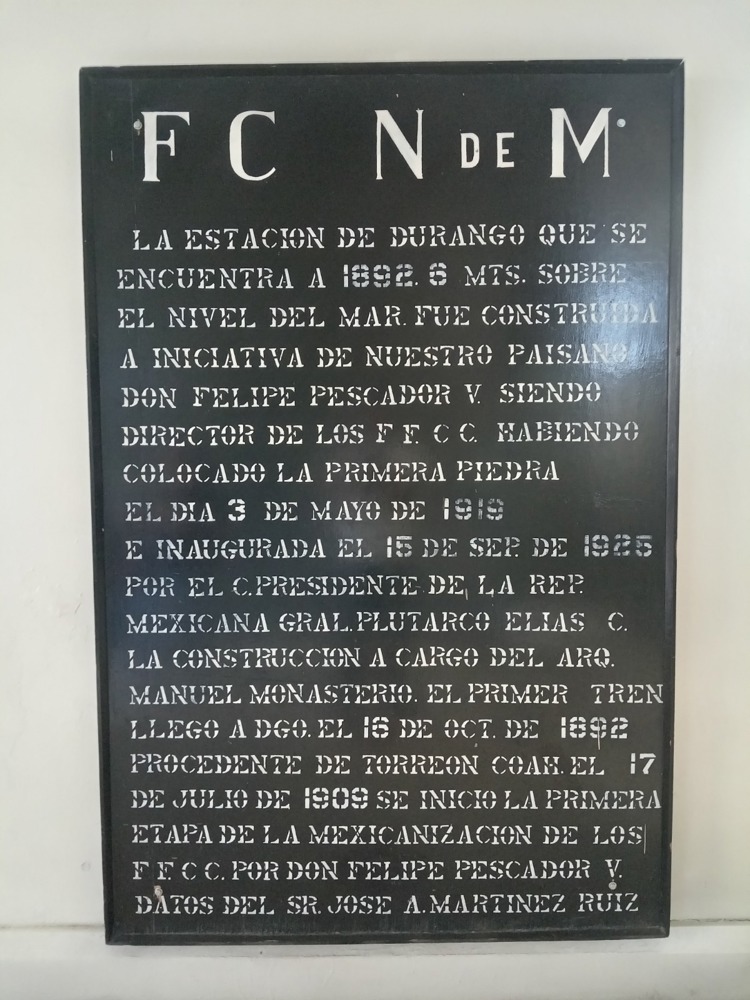 F C N DE M
LA ESTACION DE DURANGO QUE SE
ENCUENTRA A 1892.6 MTS. SOBRE
EL NIVEL DEL MAR. FUE CONSTRUIDA
A INICIATIVA DE NUESTRO PAISANO
DON FELIPE PESCADOR V. SIENDO
DIRECTOR DE LOS F F. C C. HABIENDO
COLOCADO LA PRIMERA PIEDRA
EL DIA 3 DE MAYO DE 1919
E INAUGURADA EL 15 DE SEP. DE 1925
POR EL C.PRESIDENTE DE LA REP.
MEXICANA GRAL.PLUTARCO ELIAS C.
LA CONSTRUCCION A CARGO DEL ARQ.
MANUEL MONASTERIO. EL PRIMER TREN
LLEGO A DGO. EL 16 DE OCT. DE 1892
PROCEDENTE DE TORREON COAH. EL 17
DE JULIO DE 1909 SE INICIO LA PRIMERA
ETAPA DE LA MEXICANIZACION DE LOS
F F C C. POR DON FELIPE PESCADOR V.
DATOS DEL SR. JOSE A.MARTINEZ RUIZ